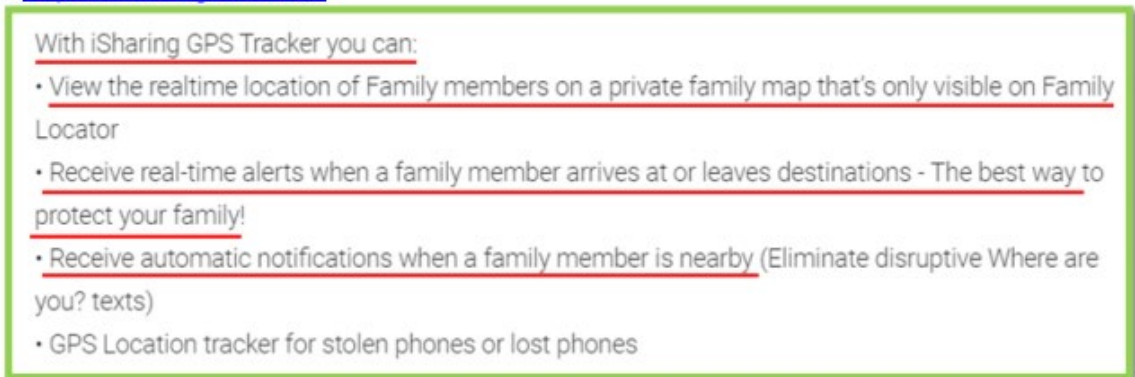 With iSharing GPS Tracker you can:
• View the realtime location of Family members on a private family map that's only visible on Family
Locator
• Receive real-time alerts when a family member arrives at or leaves destinations - The best way to
protect your family!
• Receive automatic notifications when a family member is nearby (Eliminate disruptive Where are
you? texts)
• GPS Location tracker for stolen phones or lost phones